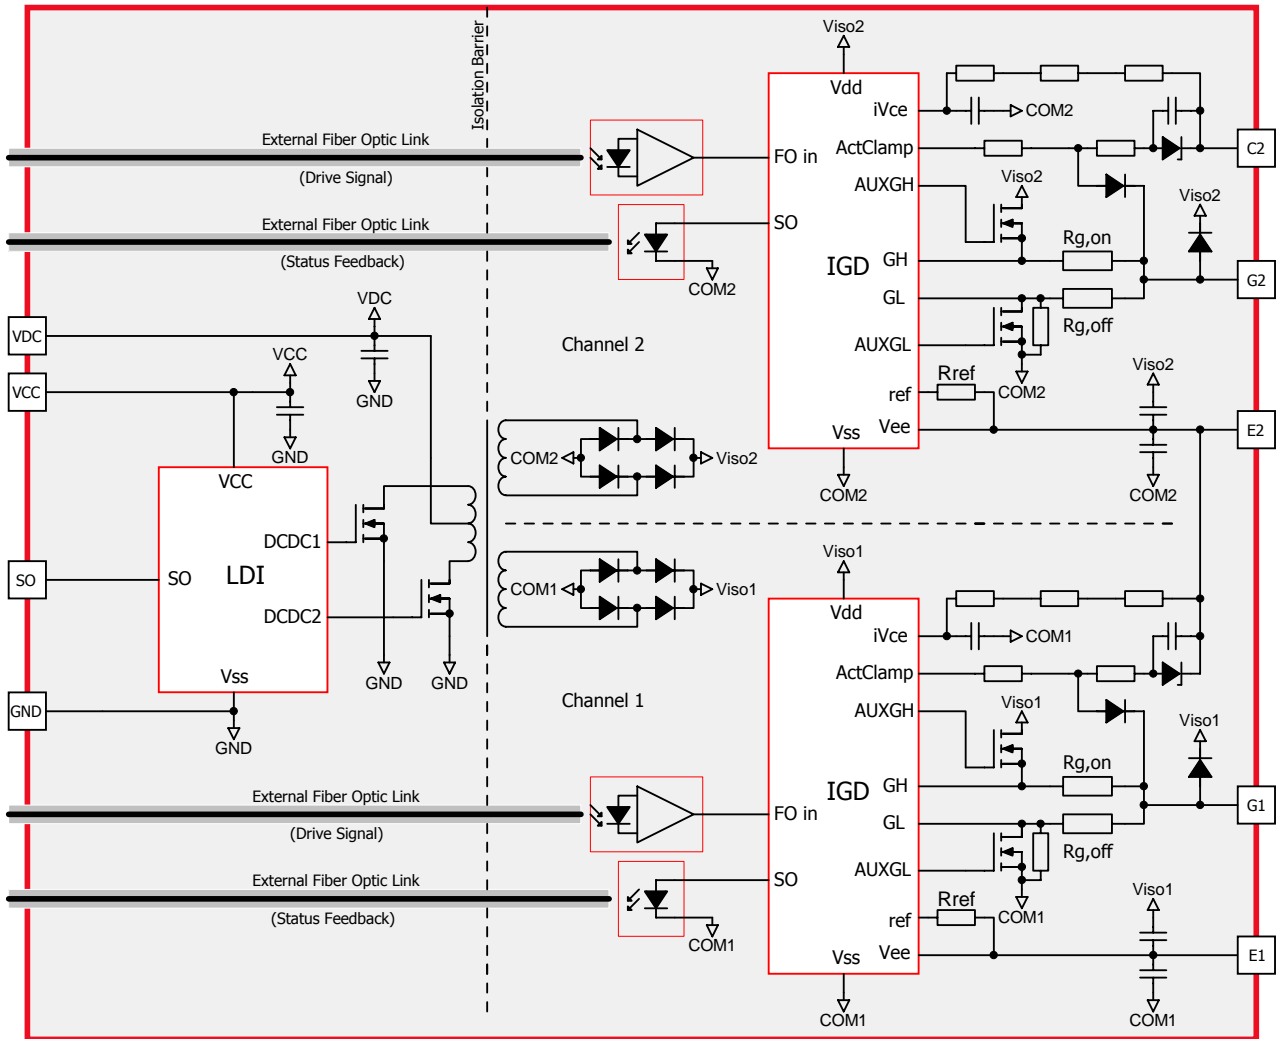 Viso2
Isolation Barrier
Vdd
iVce
COM2
External Fiber Optic Link
(Drive Signal)
FO in
ActClamp
C2
AUXGH
Viso2
Viso2
External Fiber Optic Link
(Status Feedback)
SO
COM2
IGD
GH
Rg,on
G2
GL
Rg,off
AUXGL
COM2
VDC
VDC
Channel 2
VCC
VCC
GND
GND
ref
Rref
Viso2
Vss
Vee
E2
COM2
Viso2
COM2
COM2
VCC
DCDC1
LDI
SO
SO
DCDC2
Vss
GND
GND
GND
GND
COM1
Viso1
Viso1
Vdd
iVce
COM1
Channel 1
ActClamp
AUXGH
Viso1
Viso1
External Fiber Optic Link
(Drive Signal)
FO in
IGD
GH
Rg,on
G1
GL
Rg,off
AUXGL
COM1
External Fiber Optic Link
(Status Feedback)
SO
COM1
ref
Rref
Viso1
Vss
Vee
E1
COM1
COM1